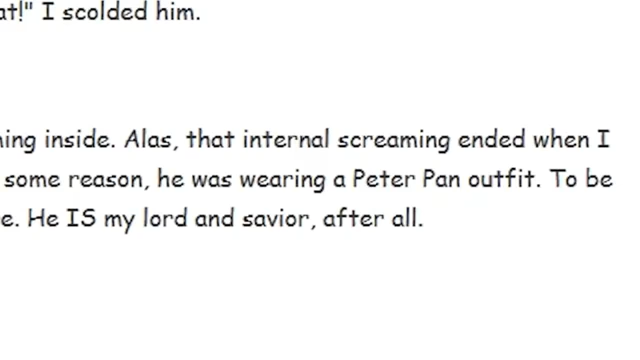 at!" I scolded him.
ing inside. Alas, that internal screaming ended when I
some reason, he was wearing a Peter Pan outfit. To be
e. He IS my lord and savior, after all.